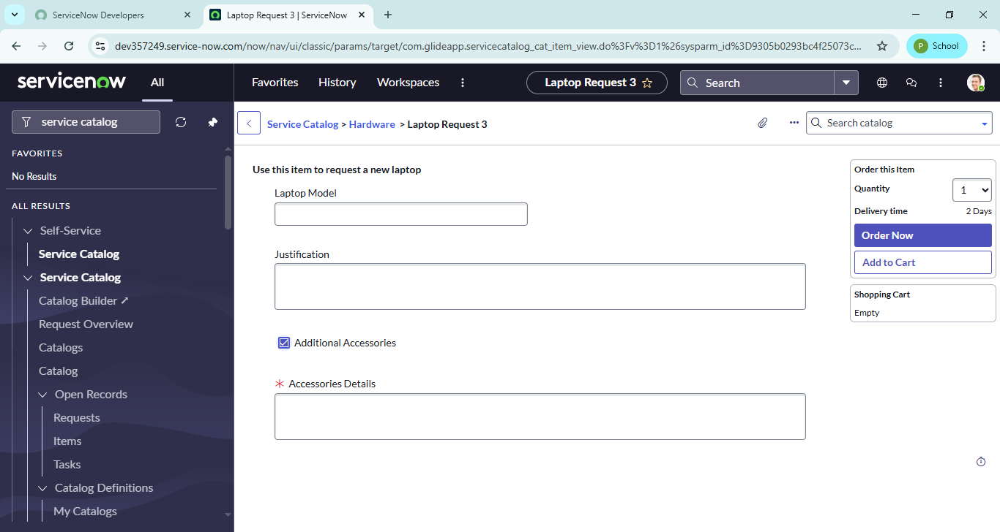 ServiceNow Developers
Laptop Request 3 | ServiceNow
dev357249.service-now.com/now/nav/ui/classic/params/target/com.glideapp.servicecatalog_cat_item_view.do%3Fv%3D1%26sysparm_id%3D9305b0293bc4f25073c...
P School
servicenow All Favorites History Workspaces Laptop Request 3 Search
service catalog
Service Catalog > Hardware > Laptop Request 3
Search catalog
FAVORITES
No Results
ALL RESULTS
Self-Service
Service Catalog
Service Catalog
Catalog Builder ➚
Request Overview
Catalogs
Catalog
Open Records
Requests
Items
Tasks
Catalog Definitions
My Catalogs
Use this item to request a new laptop
Laptop Model
Justification
Additional Accessories
* Accessories Details
Order this Item
Quantity 1
Delivery time 2 Days
Order Now
Add to Cart
Shopping Cart
Empty